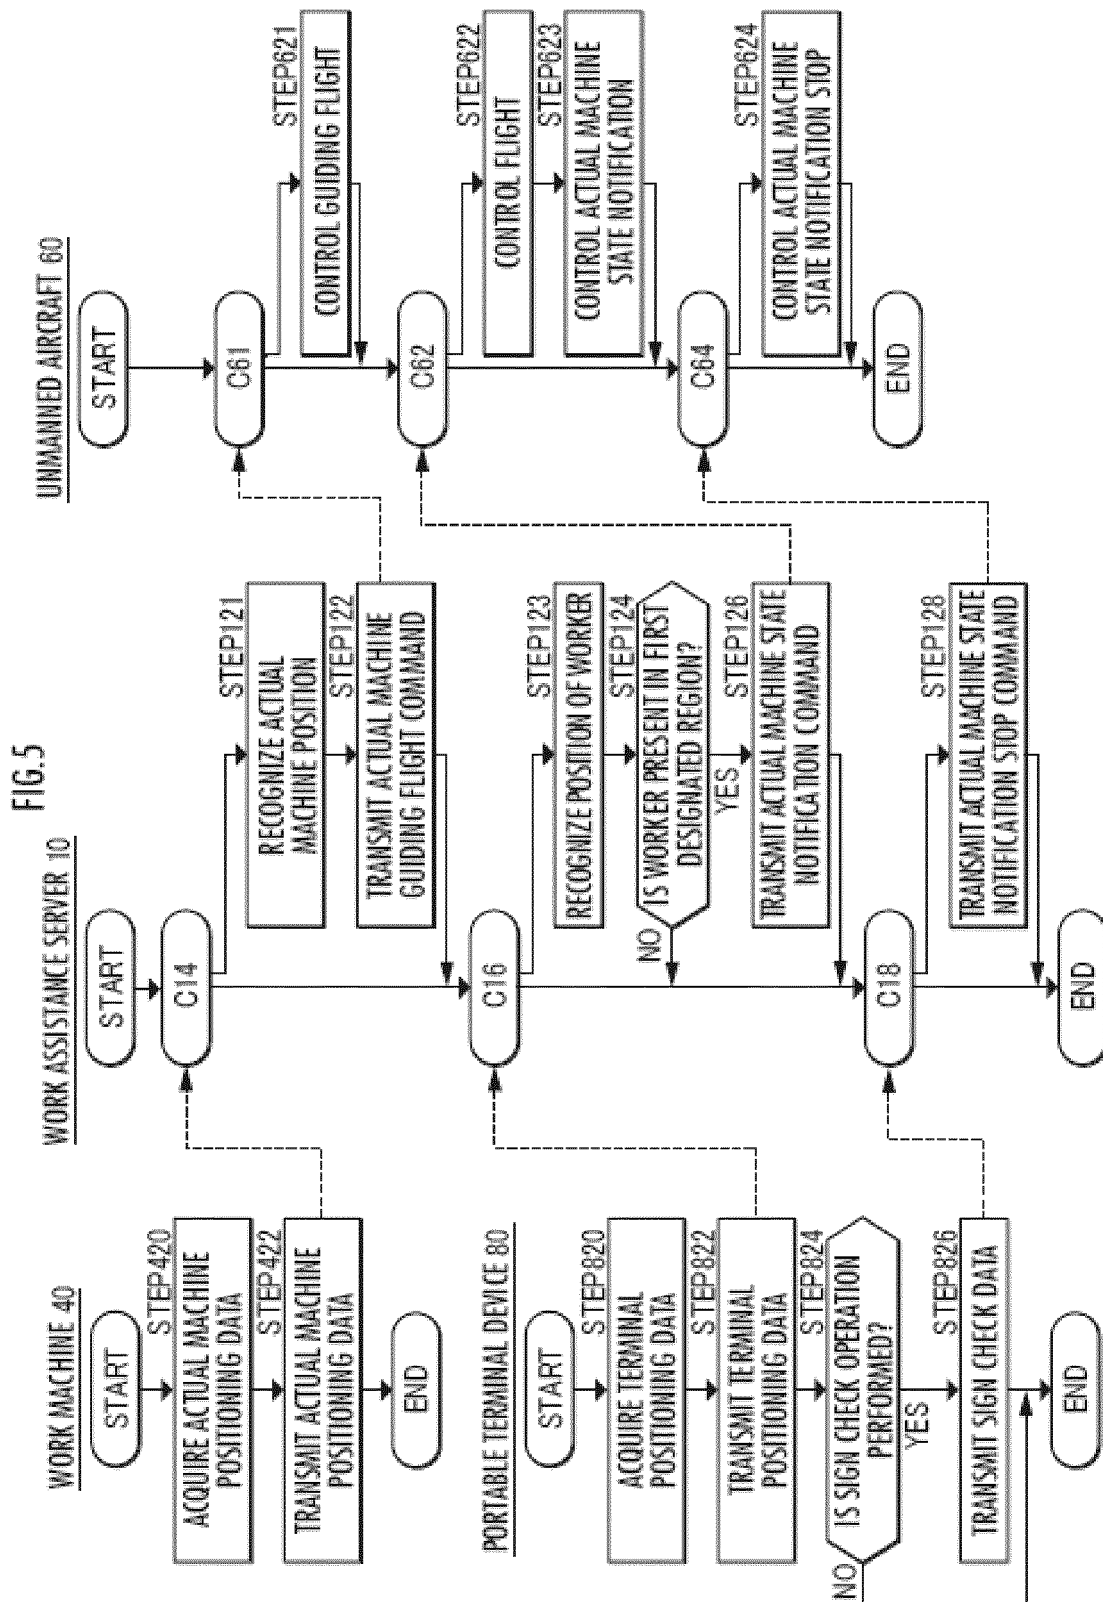 FIG.5
WORK MACHINE 40
START
STEP420
ACQUIRE ACTUAL MACHINE
POSITIONING DATA
STEP422
TRANSMIT ACTUAL MACHINE
POSITIONING DATA
END
PORTABLE TERMINAL DEVICE 80
START
STEP820
ACQUIRE TERMINAL
POSITIONING DATA
STEP822
TRANSMIT TERMINAL
POSITIONING DATA
STEP824
IS SIGN CHECK OPERATION
PERFORMED?
NO
YES
STEP826
TRANSMIT SIGN CHECK DATA
END
WORK ASSISTANCE SERVER 10
START
C14
STEP121
RECOGNIZE ACTUAL
MACHINE POSITION
STEP122
TRANSMIT ACTUAL MACHINE
GUIDING FLIGHT COMMAND
C16
STEP123
RECOGNIZE POSITION OF WORKER
STEP124
IS WORKER PRESENT IN FIRST
DESIGNATED REGION?
NO
YES
STEP126
TRANSMIT ACTUAL MACHINE STATE
NOTIFICATION COMMAND
C18
STEP128
TRANSMIT ACTUAL MACHINE STATE
NOTIFICATION STOP COMMAND
END
UNMANNED AIRCRAFT 60
START
C61
STEP621
CONTROL GUIDING FLIGHT
C62
STEP622
CONTROL FLIGHT
STEP623
CONTROL ACTUAL MACHINE
STATE NOTIFICATION
C64
STEP624
CONTROL ACTUAL MACHINE
STATE NOTIFICATION STOP
END